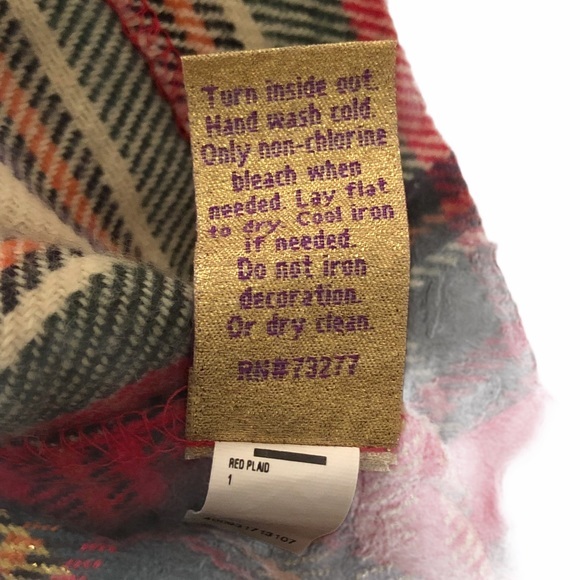 Turn inside out.
Hand wash cold.
Only non-chlorine
bleach when
needed. Lay flat
to dry. Cool iron
if needed.
Do not iron
decoration.
Or dry clean.
RN#73277
RED PLAID
1